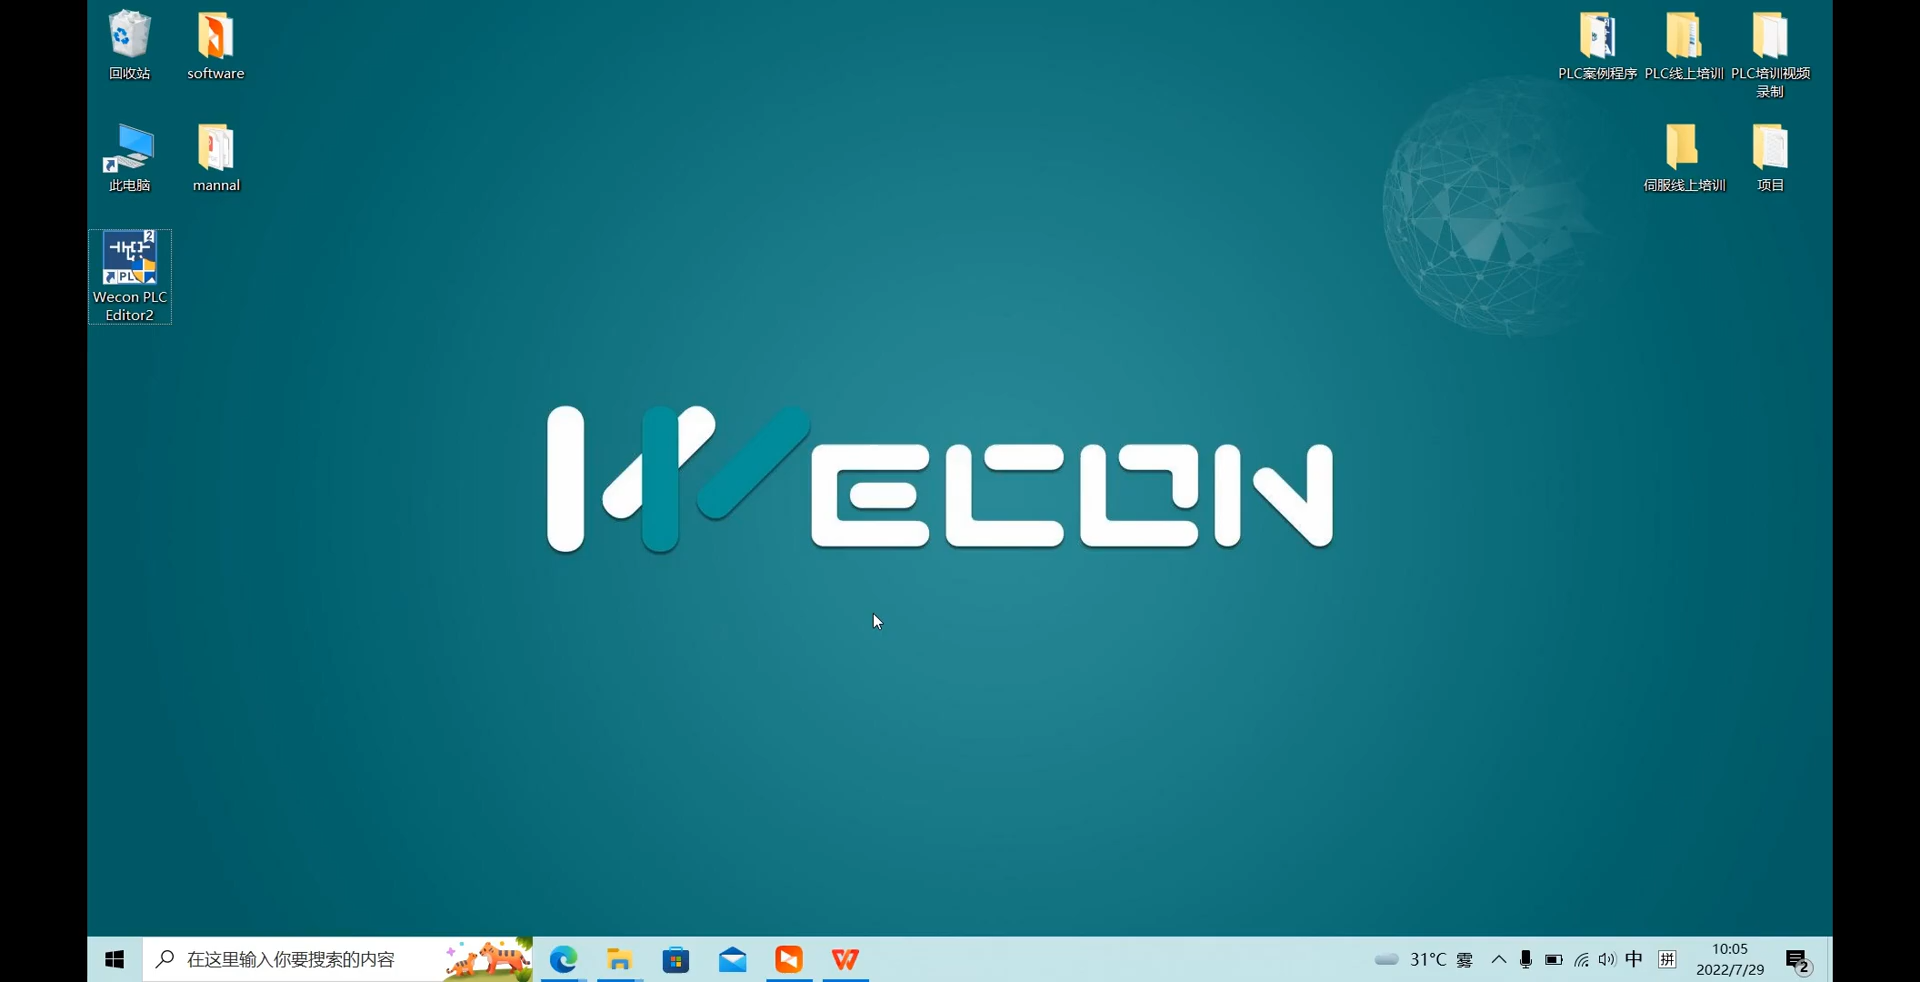 回收站
software
PLC案例程序
PLC线上培训
PLC培训视频
录制
此电脑
mannal
伺服线上培训
项目
2
PLC
Wecon PLC
Editor2
WECON
在这里输入你要搜索的内容
31°C 雾
中
拼
10:05
2022/7/29
2